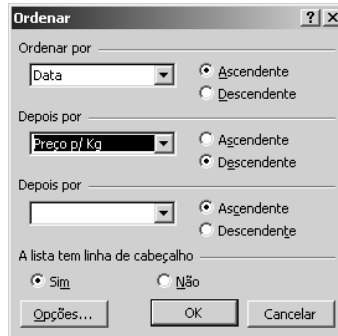 Ordenar
Ordenar por
Data
Ascendente
Descendente
Depois por
Preço p/ Kg
Ascendente
Descendente
Depois por
Ascendente
Descendente
A lista tem linha de cabeçalho
Sim
Não
Opções...
OK
Cancelar